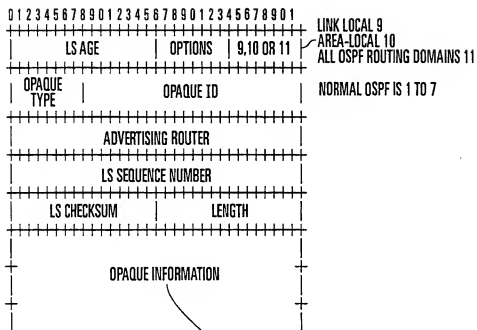 0 1 2 3 4 5 6 7 8 9 0 1 2 3 4 5 6 7 8 9 0 1 2 3 4 5 6 7 8 9 0 1
LINK LOCAL 9
LS AGE OPTIONS 9,10 OR 11 AREA-LOCAL 10
ALL OSPF ROUTING DOMAINS 11
OPAQUE TYPE OPAQUE ID NORMAL OSPF IS 1 TO 7
ADVERTISING ROUTER
LS SEQUENCE NUMBER
LS CHECKSUM LENGTH
OPAQUE INFORMATION